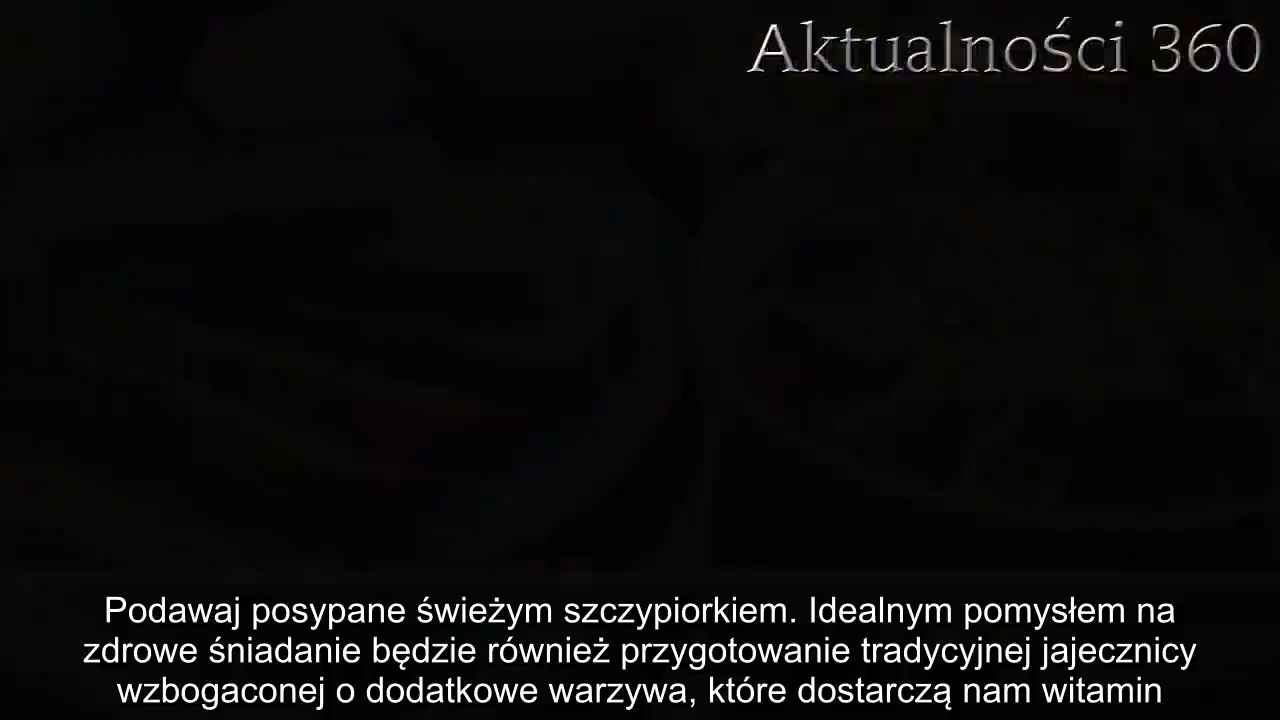 Aktualności 360
Podawaj posypane świeżym szczypiorkiem. Idealnym pomysłem na
zdrowe śniadanie będzie również przygotowanie tradycyjnej jajecznicy
wzbogaconej o dodatkowe warzywa, które dostarczą nam witamin